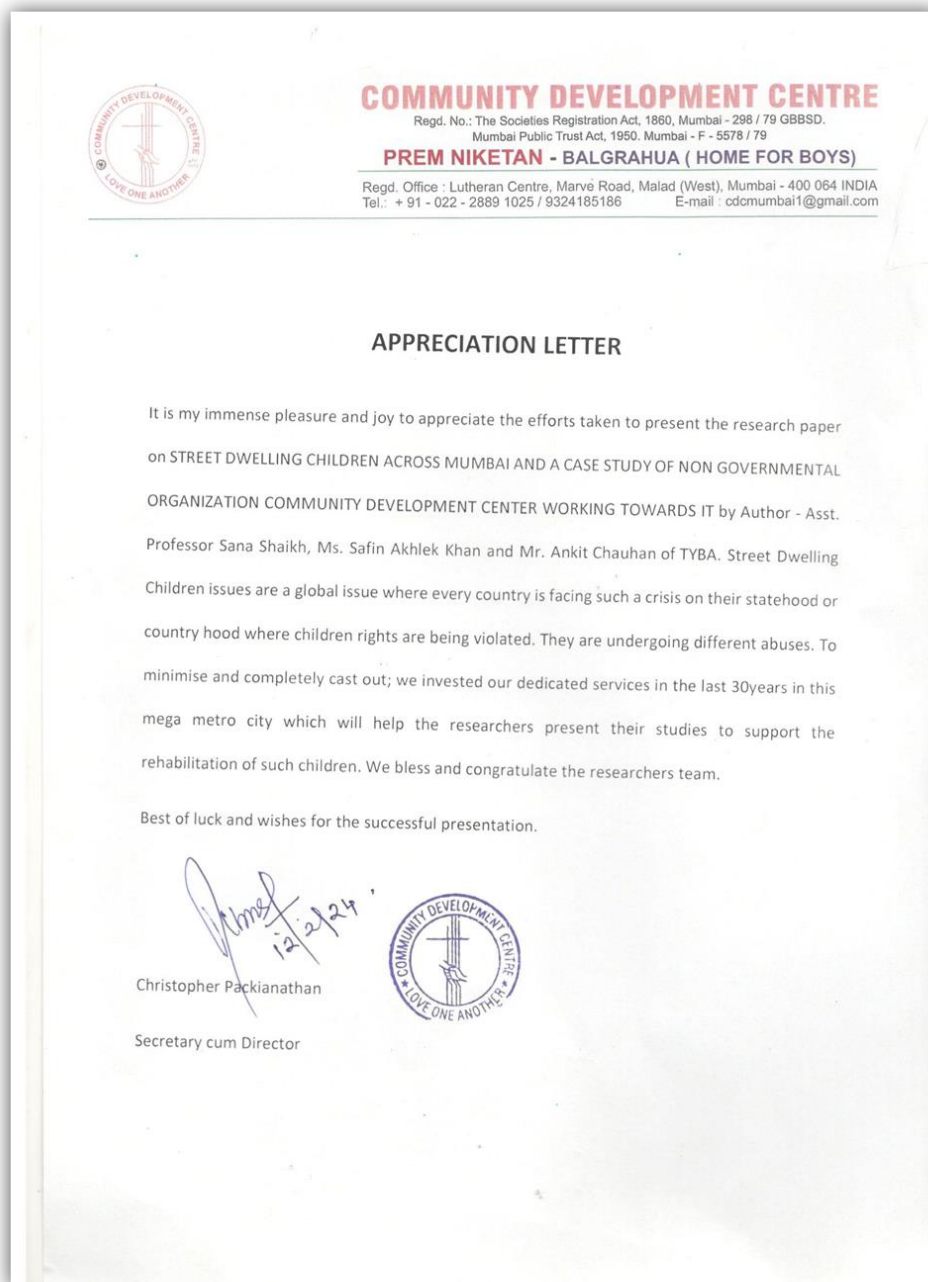 COMMUNITY DEVELOPMENT CENTRE
LOVE ONE ANOTHER
COMMUNITY DEVELOPMENT CENTRE
Regd. No.: The Societies Registration Act, 1860, Mumbai - 298 / 79 GBBSD.
Mumbai Public Trust Act, 1950. Mumbai - F - 5578 / 79
PREM NIKETAN - BALGRAHUA ( HOME FOR BOYS)
Regd. Office : Lutheran Centre, Marve Road, Malad (West), Mumbai - 400 064 INDIA
Tel.: + 91 - 022 - 2889 1025 / 9324185186 E-mail : cdcmumbai1@gmail.com
APPRECIATION LETTER
It is my immense pleasure and joy to appreciate the efforts taken to present the research paper
on STREET DWELLING CHILDREN ACROSS MUMBAI AND A CASE STUDY OF NON GOVERNMENTAL
ORGANIZATION COMMUNITY DEVELOPMENT CENTER WORKING TOWARDS IT by Author - Asst.
Professor Sana Shaikh, Ms. Safin Akhlek Khan and Mr. Ankit Chauhan of TYBA. Street Dwelling
Children issues are a global issue where every country is facing such a crisis on their statehood or
country hood where children rights are being violated. They are undergoing different abuses. To
minimise and completely cast out; we invested our dedicated services in the last 30years in this
mega metro city which will help the researchers present their studies to support the
rehabilitation of such children. We bless and congratulate the researchers team.
Best of luck and wishes for the successful presentation.
12/2/24
COMMUNITY DEVELOPMENT CENTRE
LOVE ONE ANOTHER
Christopher Packianathan
Secretary cum Director